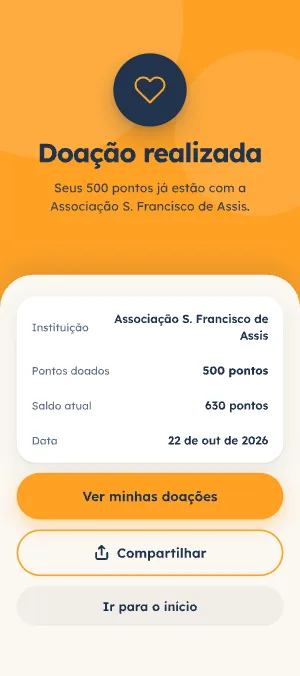 Doação realizada
Seus 500 pontos já estão com a
Associação S. Francisco de Assis.
Instituição
Associação S. Francisco de
Assis
Pontos doados
500 pontos
Saldo atual
630 pontos
Data
22 de out de 2026
Ver minhas doações
Compartilhar
Ir para o início